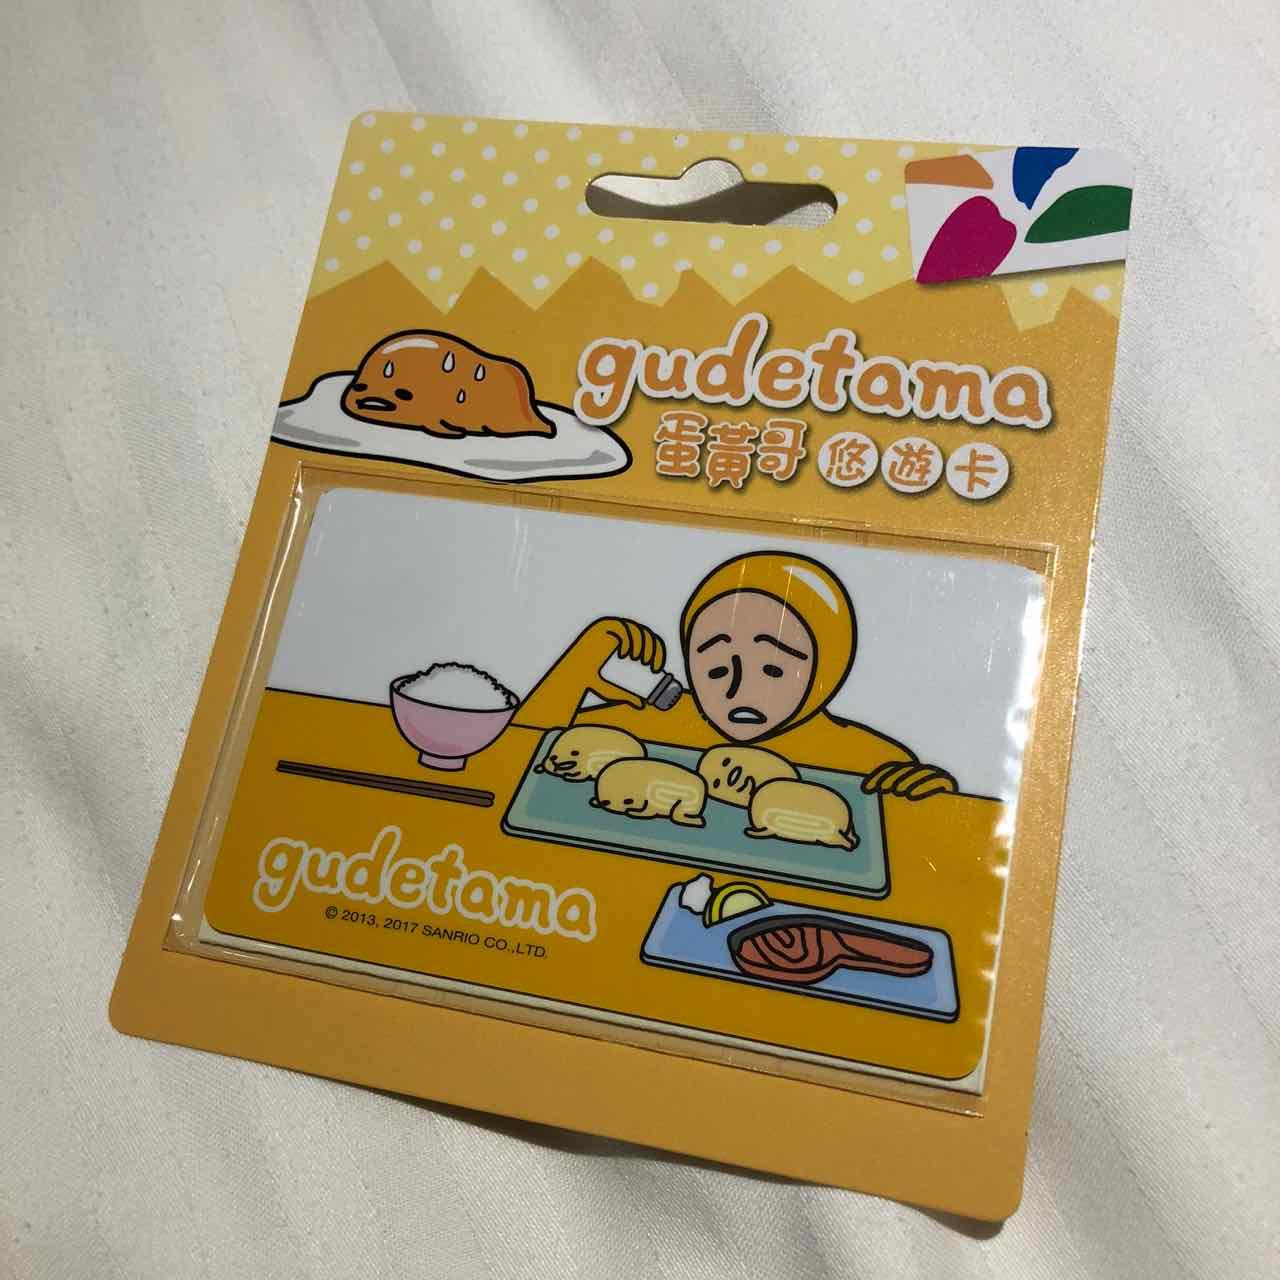 gudetama
蛋黃哥 悠遊卡
gudetama
© 2013, 2017 SANRIO CO.,LTD.